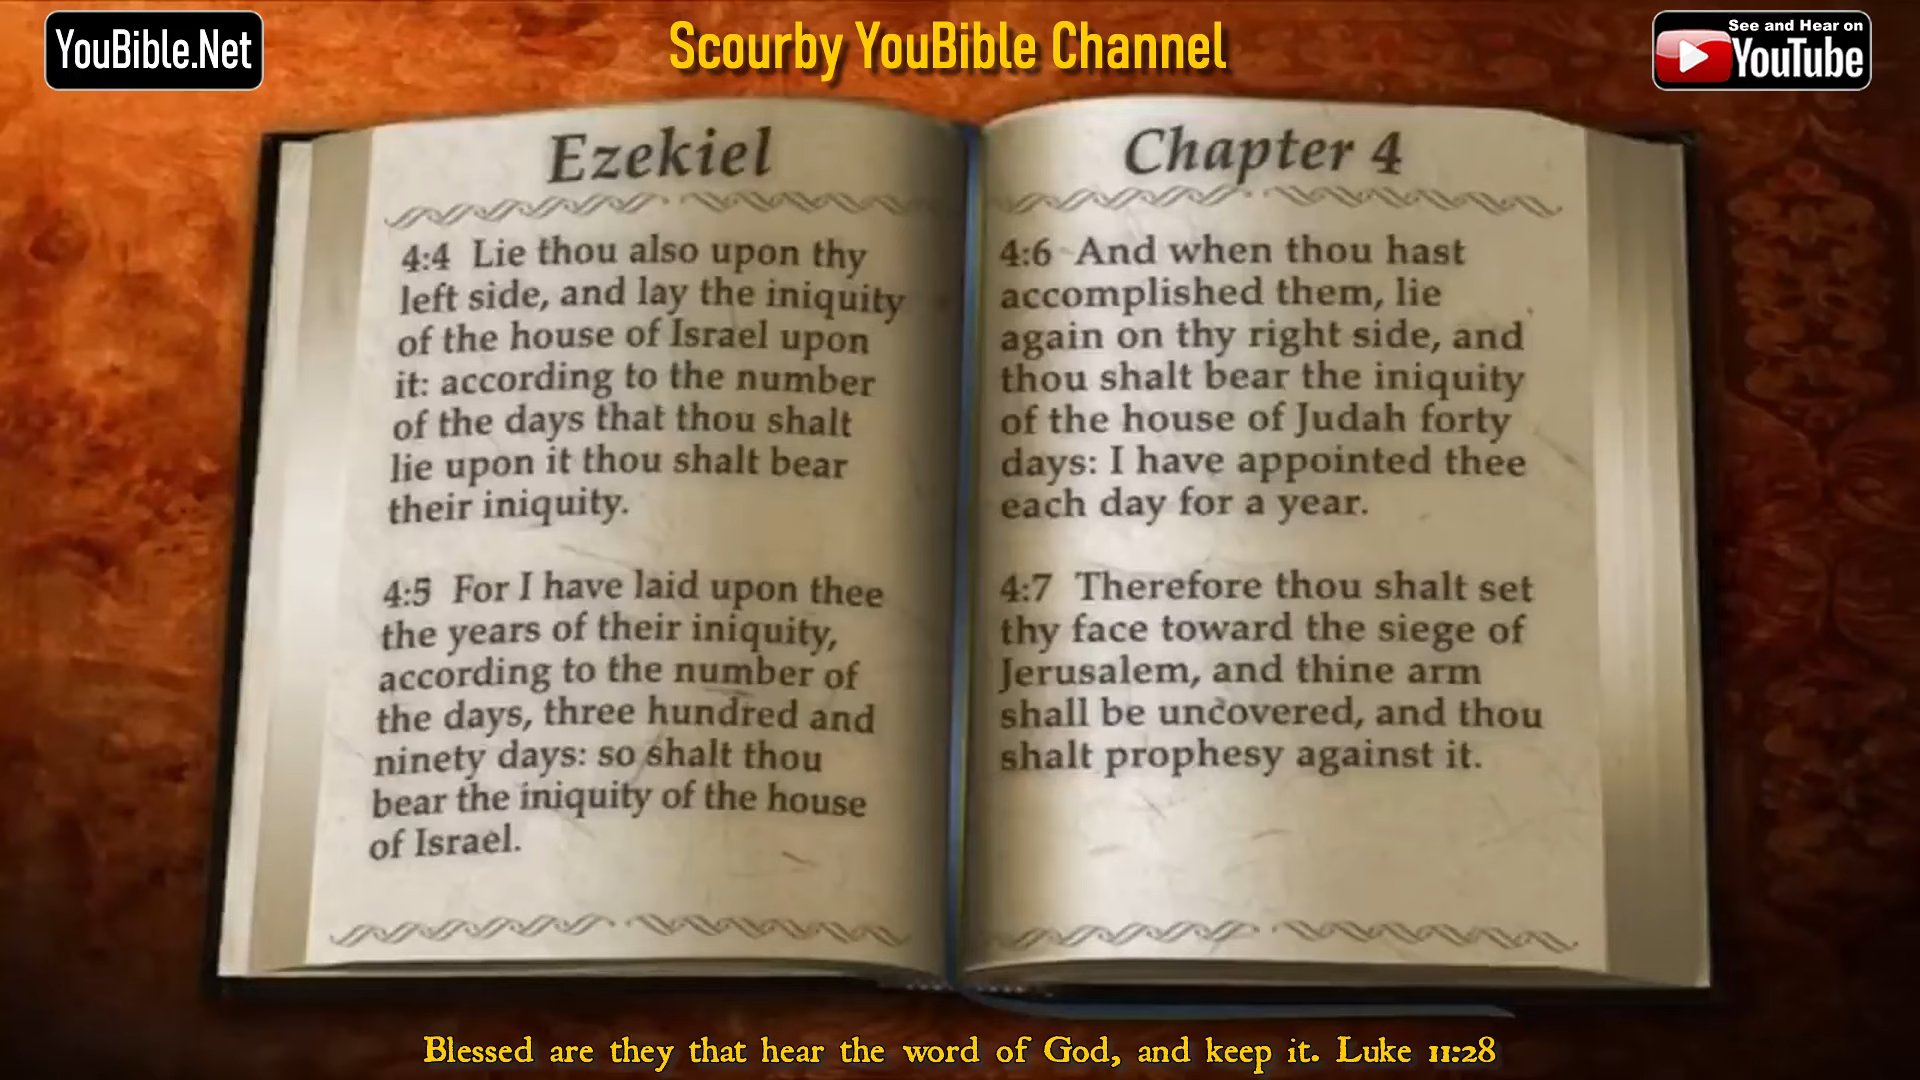 YouBible.Net
Scourby YouBible Channel
See and Hear on
YouTube
Ezekiel
4:4 Lie thou also upon thy
left side, and lay the iniquity
of the house of Israel upon
it: according to the number
of the days that thou shalt
lie upon it thou shalt bear
their iniquity.
4:5 For I have laid upon thee
the years of their iniquity,
according to the number of
the days, three hundred and
ninety days: so shalt thou
bear the iniquity of the house
of Israel.
Chapter 4
4:6 And when thou hast
accomplished them, lie
again on thy right side, and
thou shalt bear the iniquity
of the house of Judah forty
days: I have appointed thee
each day for a year.
4:7 Therefore thou shalt set
thy face toward the siege of
Jerusalem, and thine arm
shall be uncovered, and thou
shalt prophesy against it.
Blessed are they that hear the word of God, and keep it. Luke 11:28